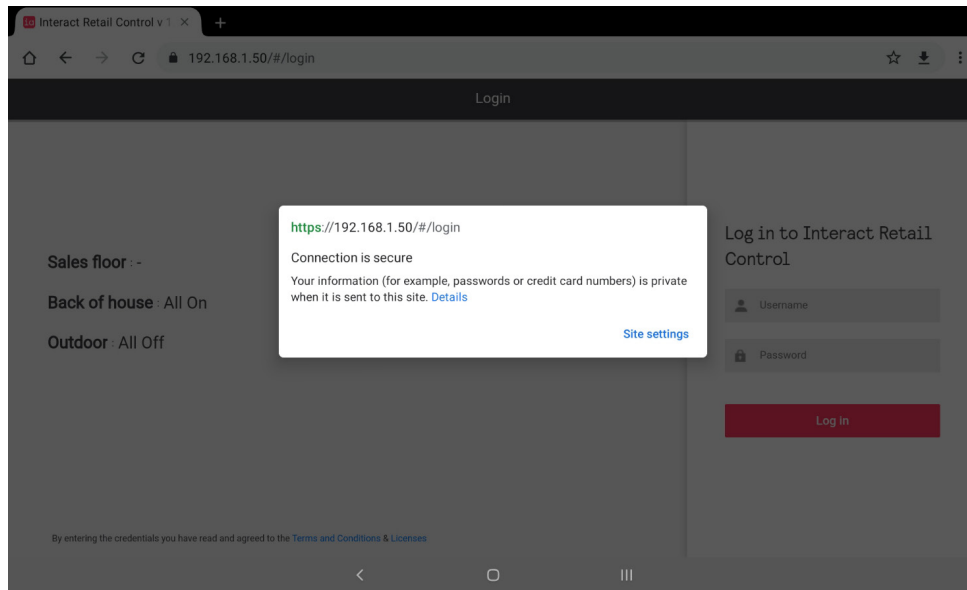 io Interact Retail Control v 1
192.168.1.50/#/login
Login
https://192.168.1.50/#/login
Connection is secure
Your information (for example, passwords or credit card numbers) is private
when it is sent to this site. Details
Site settings
Sales floor : -
Back of house : All On
Outdoor : All Off
Log in to Interact Retail
Control
Username
Password
Log in
By entering the credentials you have read and agreed to the Terms and Conditions & Licenses